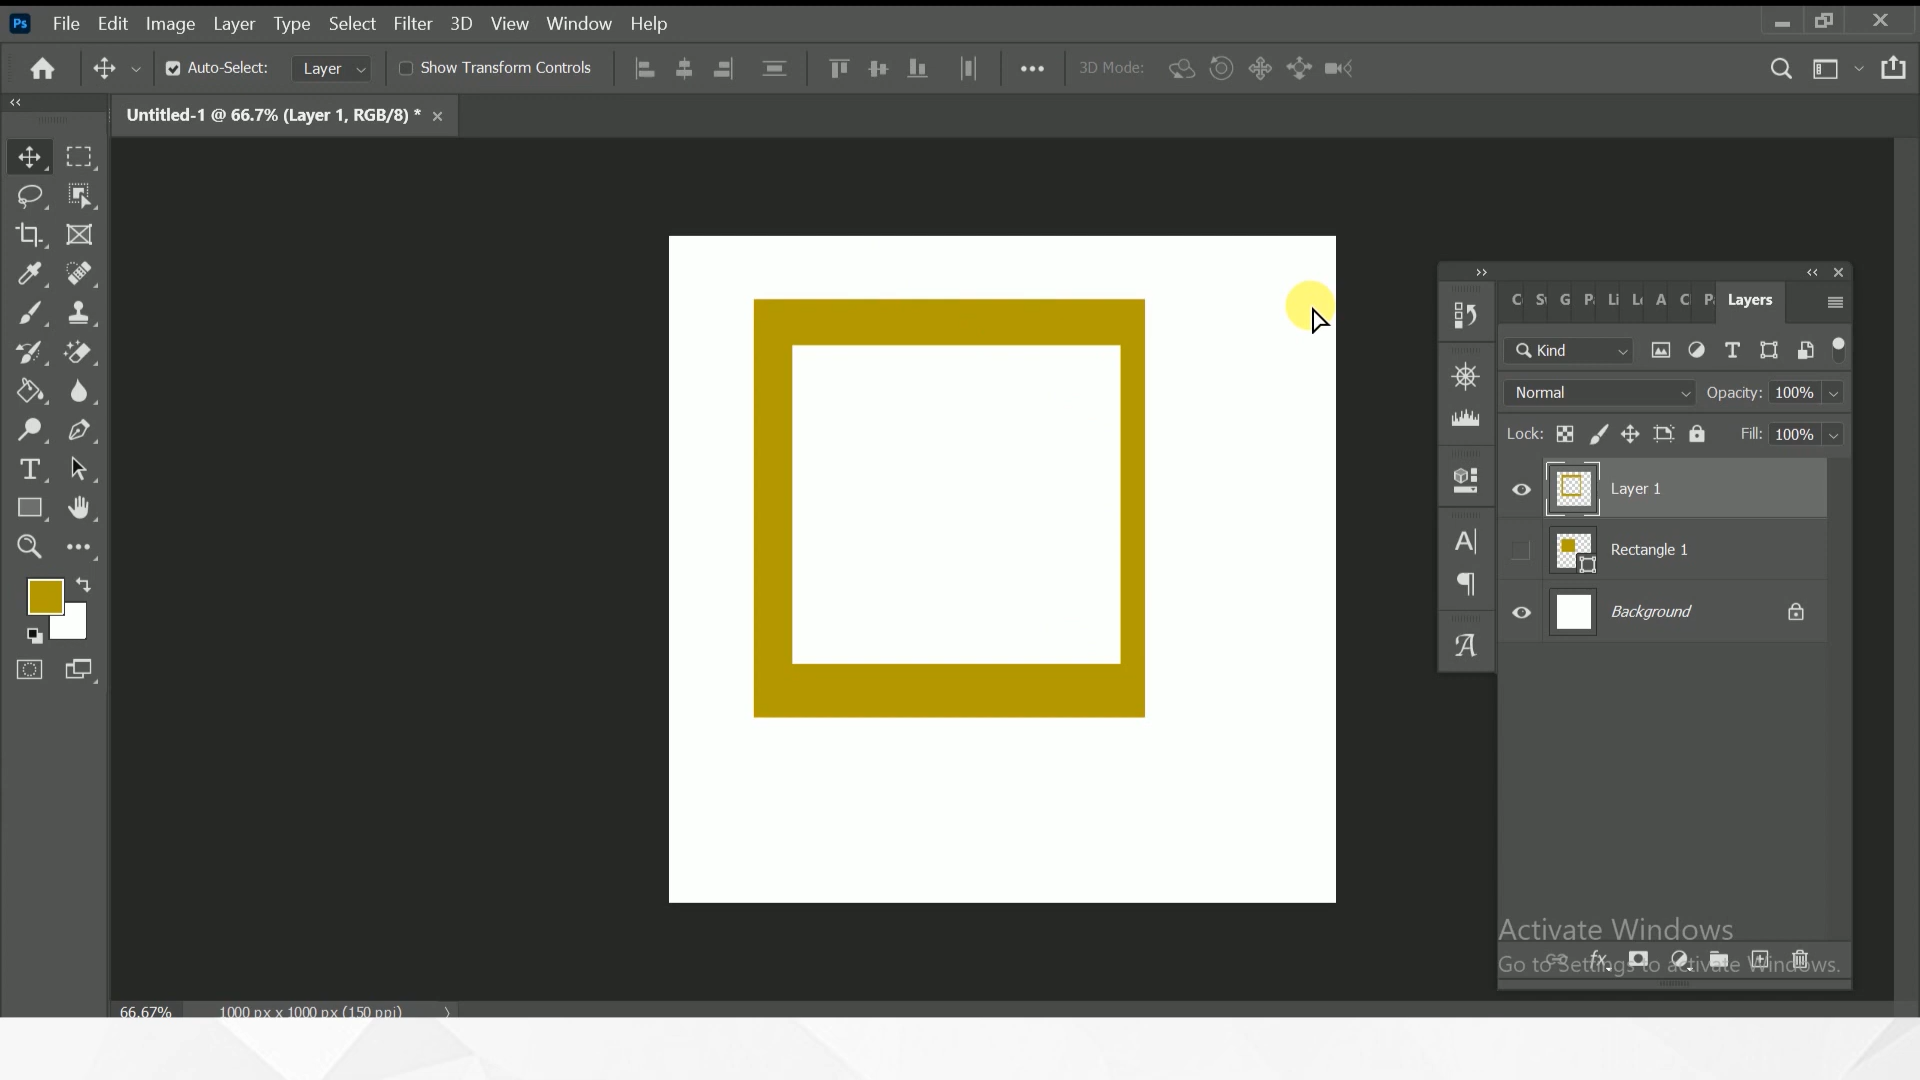 Ps File Edit Image Layer Type Select Filter 3D View Window Help
Auto-Select: Layer Show Transform Controls 3D Mode:
Untitled-1 @ 66.7% (Layer 1, RGB/8) *
Layers
Kind
Normal Opacity: 100%
Lock: Fill: 100%
Layer 1
Rectangle 1
Background
Activate Windows
Go to Settings to activate Windows.
66.67% 1000 px x 1000 px (150 ppi)